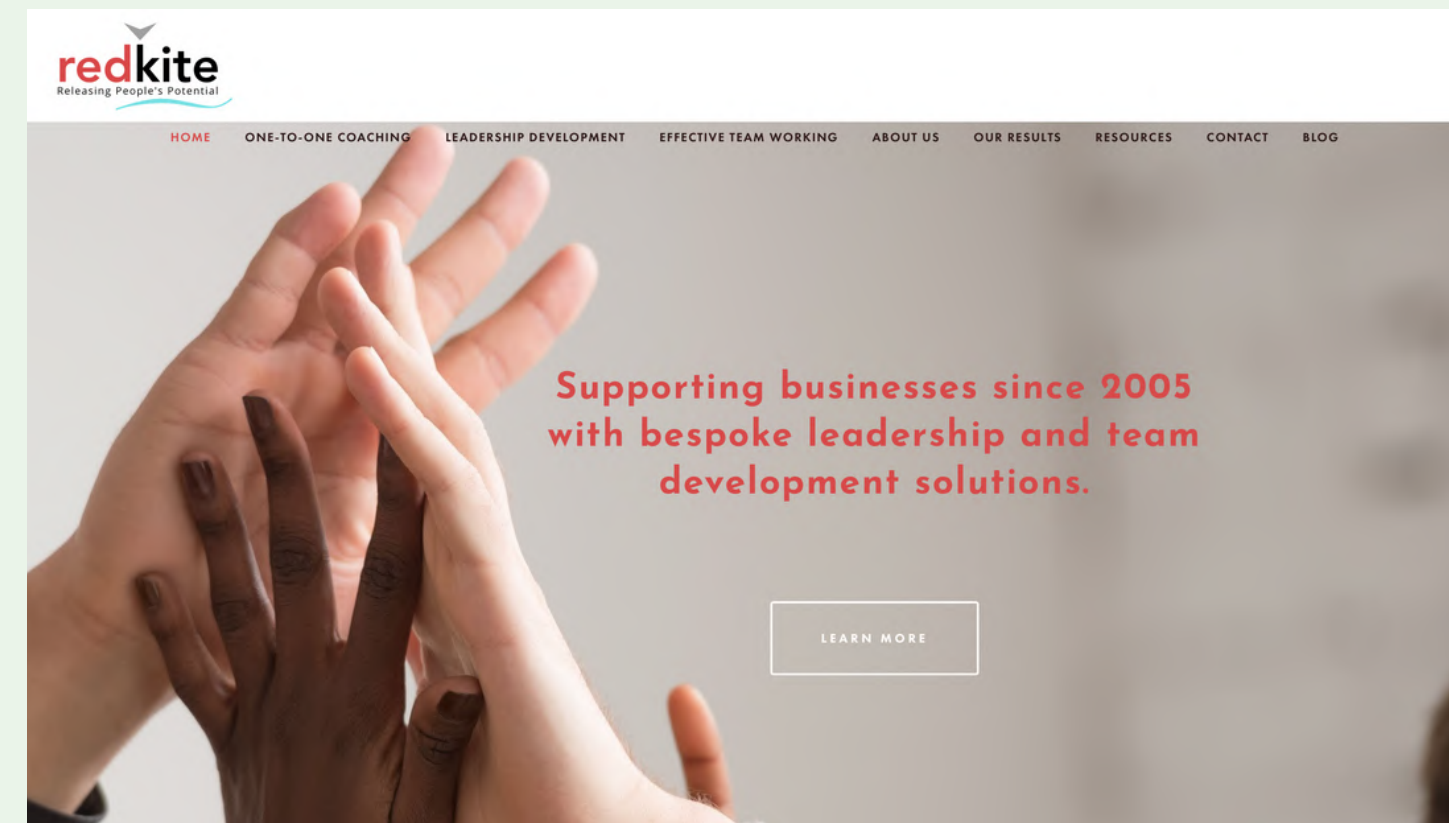 redkite
Releasing People's Potential
HOME ONE-TO-ONE COACHING LEADERSHIP DEVELOPMENT EFFECTIVE TEAM WORKING ABOUT US OUR RESULTS RESOURCES CONTACT BLOG
Supporting businesses since 2005
with bespoke leadership and team
development solutions.
LEARN MORE